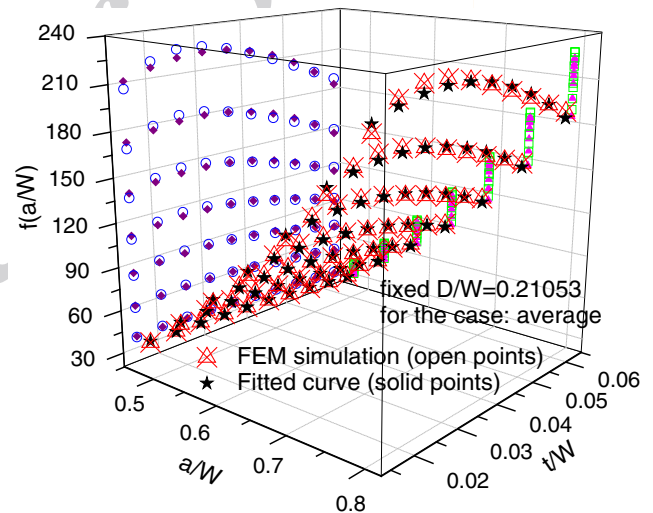 240
210
180
150
120
90
60
30
f(a/W)
fixed D/W=0.21053
for the case: average
FEM simulation (open points)
Fitted curve (solid points)
0.5
0.6
0.7
0.8
a/W
0.02
0.03
0.04
0.05
0.06
t/W